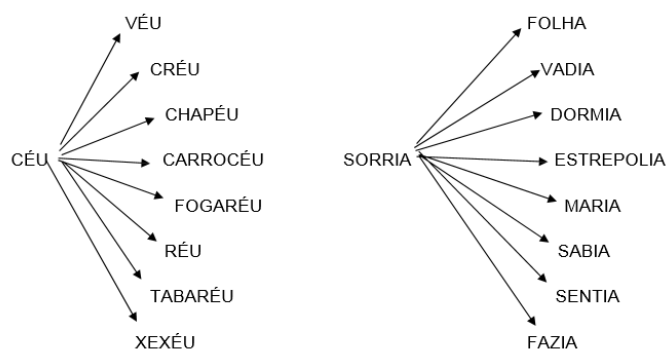 VÉU
CRÉU
CHAPÉU
CÉU
CARROCÉU
FOGARÉU
RÉU
TABARÉU
XEXÉU
FOLHA
VADIA
DORMIA
SORRIA
ESTREPOLIA
MARIA
SABIA
SENTIA
FAZIA